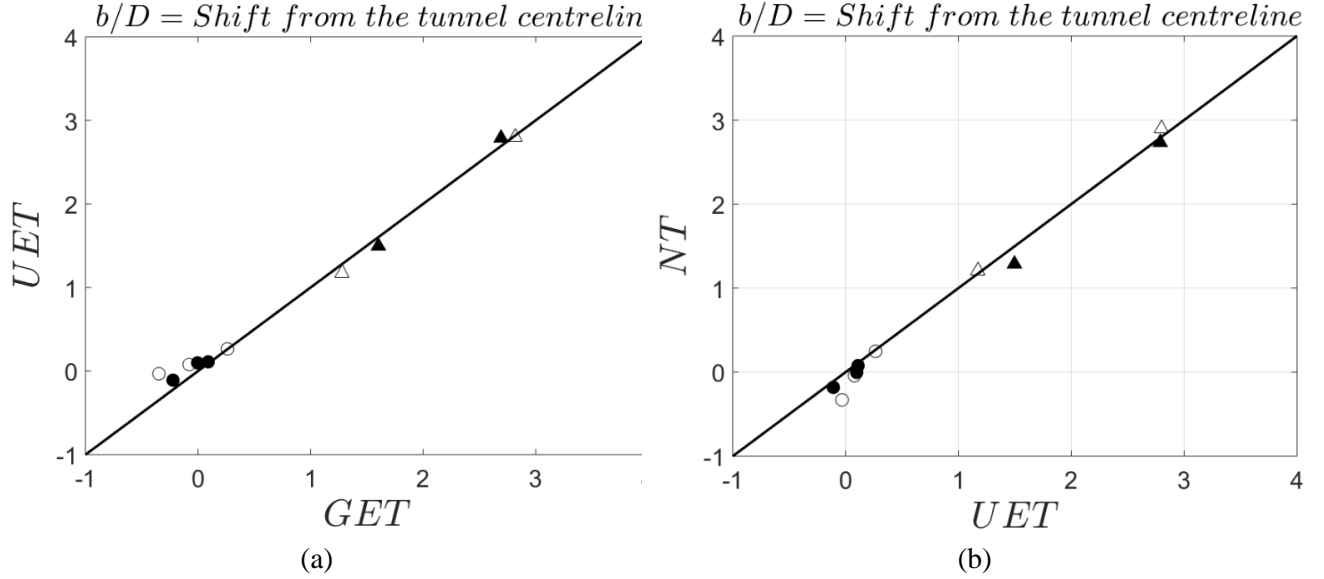 b/D = Shift from the tunnel centrelin
4
3
2
1
0
-1
-1
0
1
2
3
UET
GET
(a)
b/D = Shift from the tunnel centreline
4
3
2
1
0
-1
-1
0
1
2
3
4
NT
UET
(b)